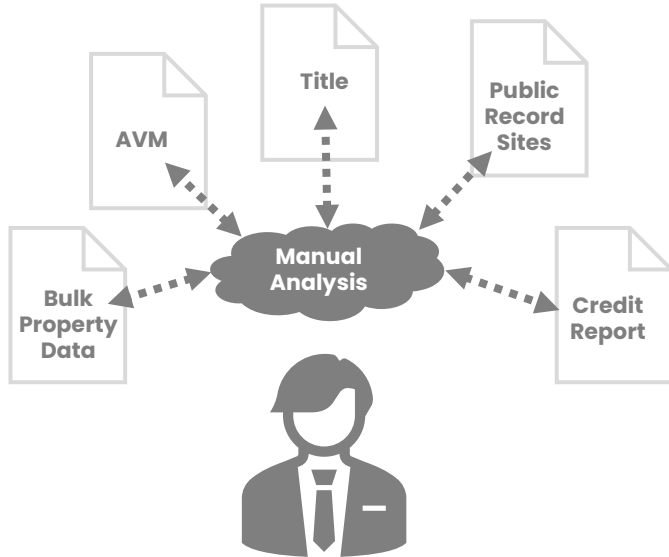 Title
Public
Record
Sites
AVM
Manual
Analysis
Bulk
Property
Data
Credit
Report